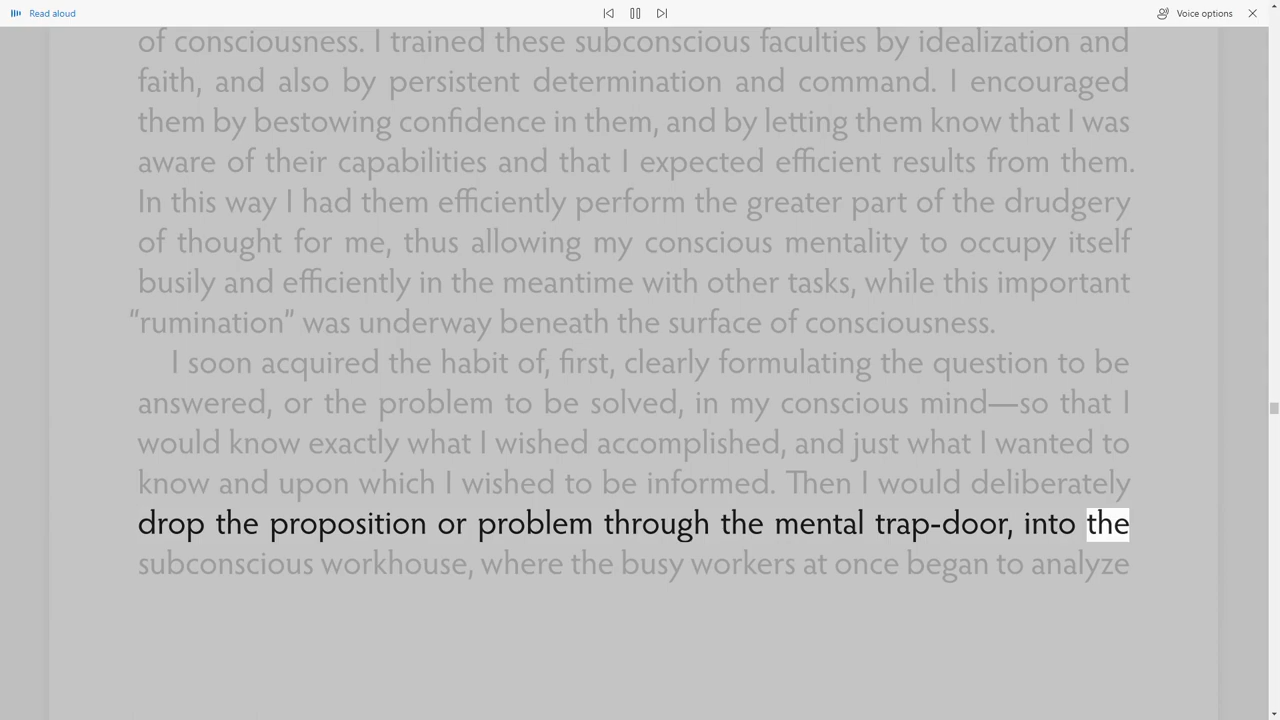 Read aloud
Voice options
of consciousness. I trained these subconscious faculties by idealization and
faith, and also by persistent determination and command. I encouraged
them by bestowing confidence in them, and by letting them know that I was
aware of their capabilities and that I expected efficient results from them.
In this way I had them efficiently perform the greater part of the drudgery
of thought for me, thus allowing my conscious mentality to occupy itself
busily and efficiently in the meantime with other tasks, while this important
“rumination” was underway beneath the surface of consciousness.
I soon acquired the habit of, first, clearly formulating the question to be
answered, or the problem to be solved, in my conscious mind—so that I
would know exactly what I wished accomplished, and just what I wanted to
know and upon which I wished to be informed. Then I would deliberately
drop the proposition or problem through the mental trap-door, into the
subconscious workhouse, where the busy workers at once began to analyze